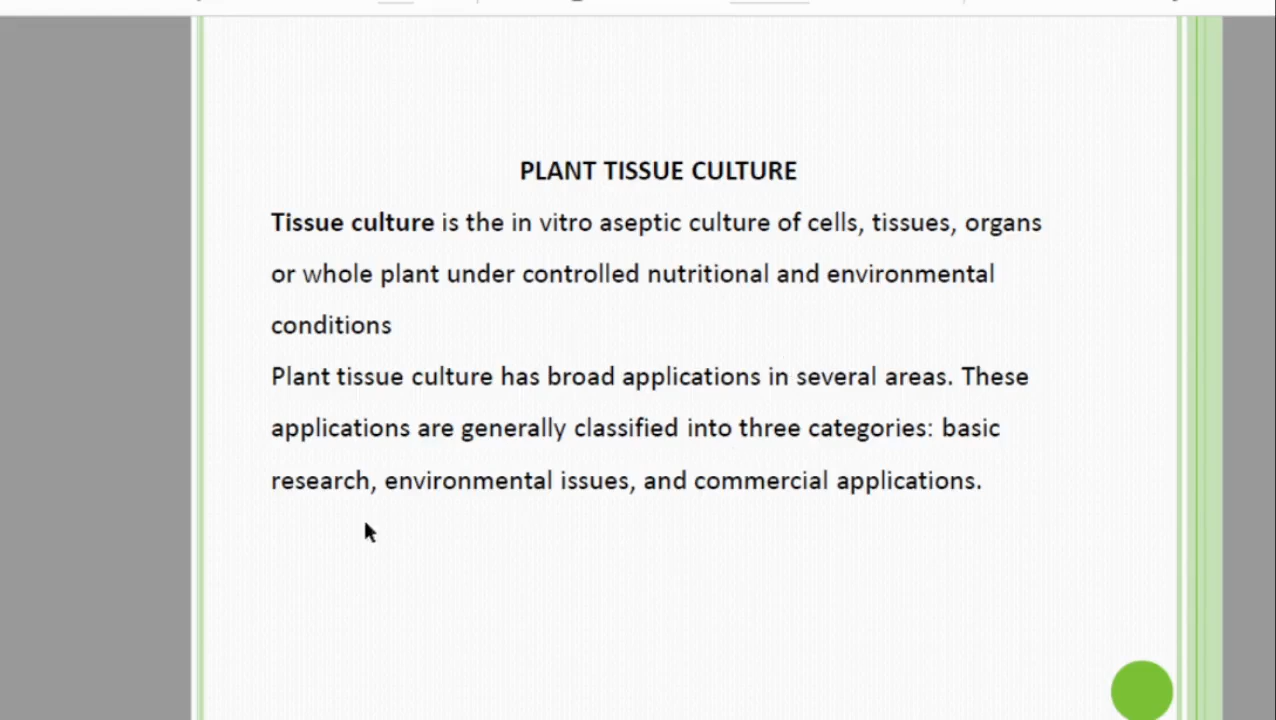 PLANT TISSUE CULTURE
Tissue culture is the in vitro aseptic culture of cells, tissues, organs
or whole plant under controlled nutritional and environmental
conditions
Plant tissue culture has broad applications in several areas. These
applications are generally classified into three categories: basic
research, environmental issues, and commercial applications.